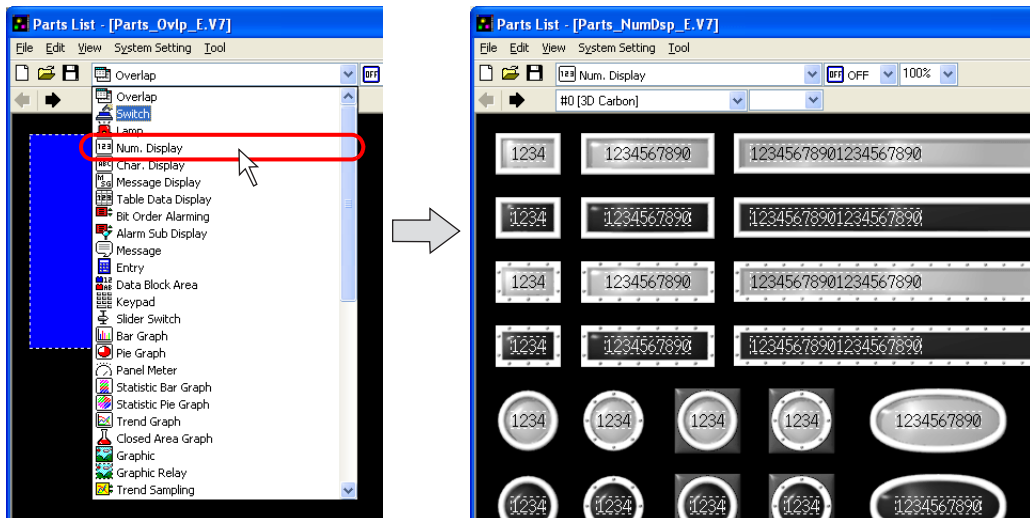 Parts List - [Parts_Ovlp_E.V7]
File Edit View System Setting Tool
Overlap OFF
Overlap
Switch
Lamp
Num. Display
Char. Display
Message Display
Table Data Display
Bit Order Alarming
Alarm Sub Display
Message
Entry
Data Block Area
Keypad
Slider Switch
Bar Graph
Pie Graph
Panel Meter
Statistic Bar Graph
Statistic Pie Graph
Trend Graph
Closed Area Graph
Graphic
Graphic Relay
Trend Sampling
Parts List - [Parts_NumDsp_E.V7]
File Edit View System Setting Tool
123 Num. Display OFF OFF 100%
#0 [3D Carbon]
1234 1234567890 12345678901234567890
1234 1234567890 12345678901234567890
1234 1234567890 12345678901234567890
1234 1234567890 12345678901234567890
1234 1234 1234 1234 1234567890
1234 1234 1234 1234 1234567890